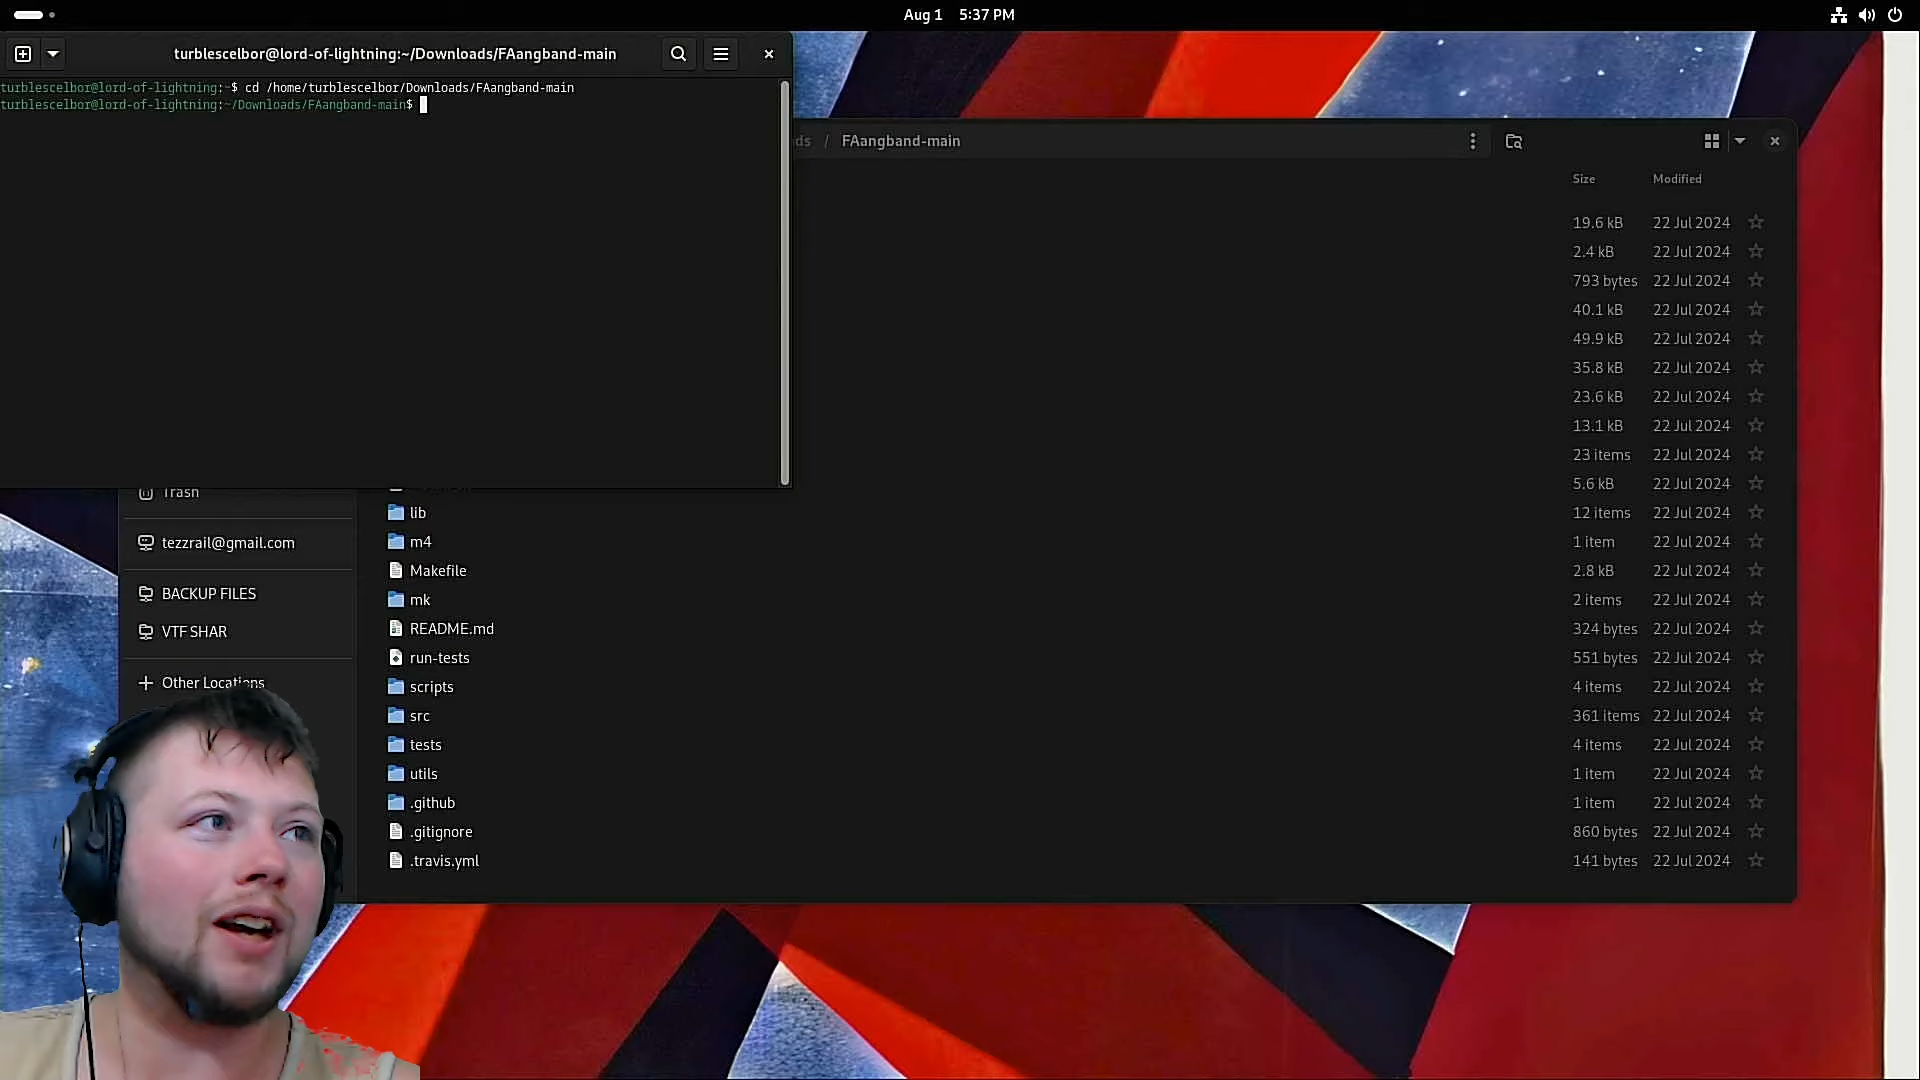 Aug 1 5:37 PM
turblescelbor@lord-of-lightning:~/Downloads/FAangband-main
turblescelbor@lord-of-lightning:~$ cd /home/turblescelbor/Downloads/FAangband-main
turblescelbor@lord-of-lightning:~/Downloads/FAangband-main$
ds / FAangband-main
Size Modified
19.6 kB 22 Jul 2024
2.4 kB 22 Jul 2024
793 bytes 22 Jul 2024
40.1 kB 22 Jul 2024
49.9 kB 22 Jul 2024
35.8 kB 22 Jul 2024
23.6 kB 22 Jul 2024
13.1 kB 22 Jul 2024
23 items 22 Jul 2024
5.6 kB 22 Jul 2024
Trash
lib 12 items 22 Jul 2024
tezzrail@gmail.com
m4 1 item 22 Jul 2024
Makefile 2.8 kB 22 Jul 2024
BACKUP FILES
mk 2 items 22 Jul 2024
README.md 324 bytes 22 Jul 2024
VTF SHAR
run-tests 551 bytes 22 Jul 2024
Other Locations
scripts 4 items 22 Jul 2024
src 361 items 22 Jul 2024
tests 4 items 22 Jul 2024
utils 1 item 22 Jul 2024
.github 1 item 22 Jul 2024
.gitignore 860 bytes 22 Jul 2024
.travis.yml 141 bytes 22 Jul 2024